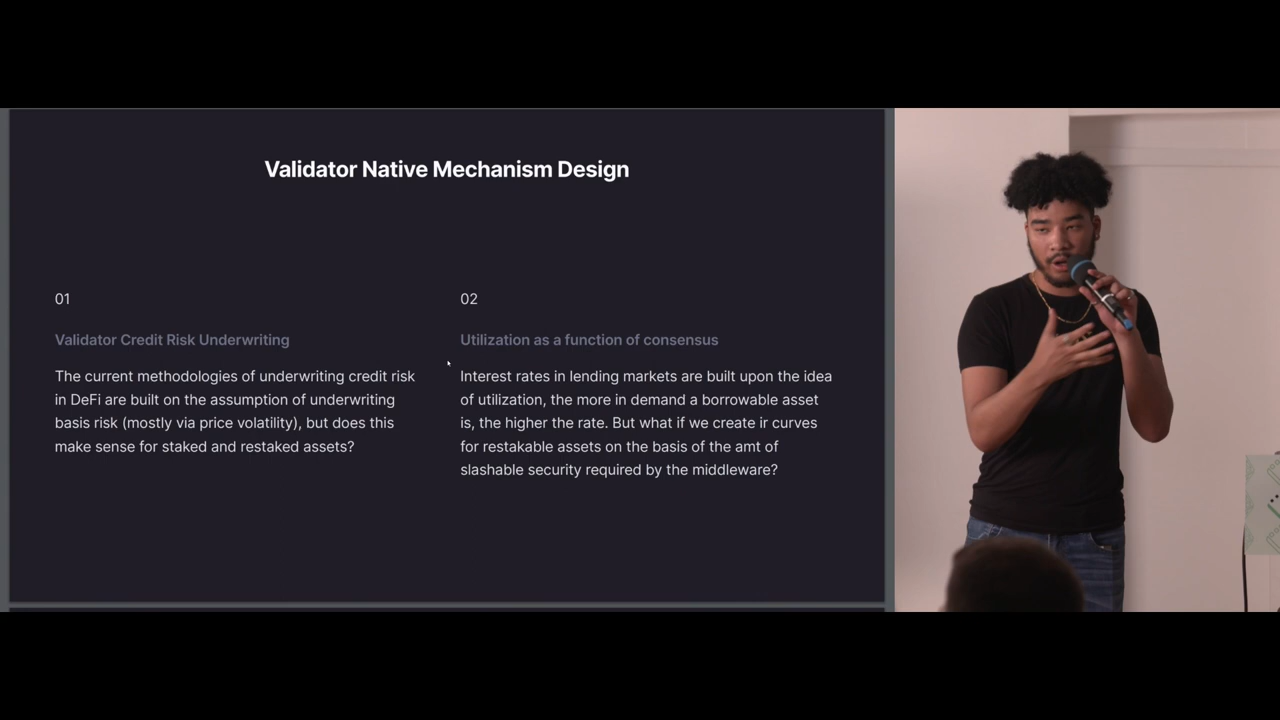 Validator Native Mechanism Design
01
Validator Credit Risk Underwriting
The current methodologies of underwriting credit risk
in DeFi are built on the assumption of underwriting
basis risk (mostly via price volatility), but does this
make sense for staked and restaked assets?
02
Utilization as a function of consensus
Interest rates in lending markets are built upon the idea
of utilization, the more in demand a borrowable asset
is, the higher the rate. But what if we create ir curves
for restakable assets on the basis of the amt of
slashable security required by the middleware?